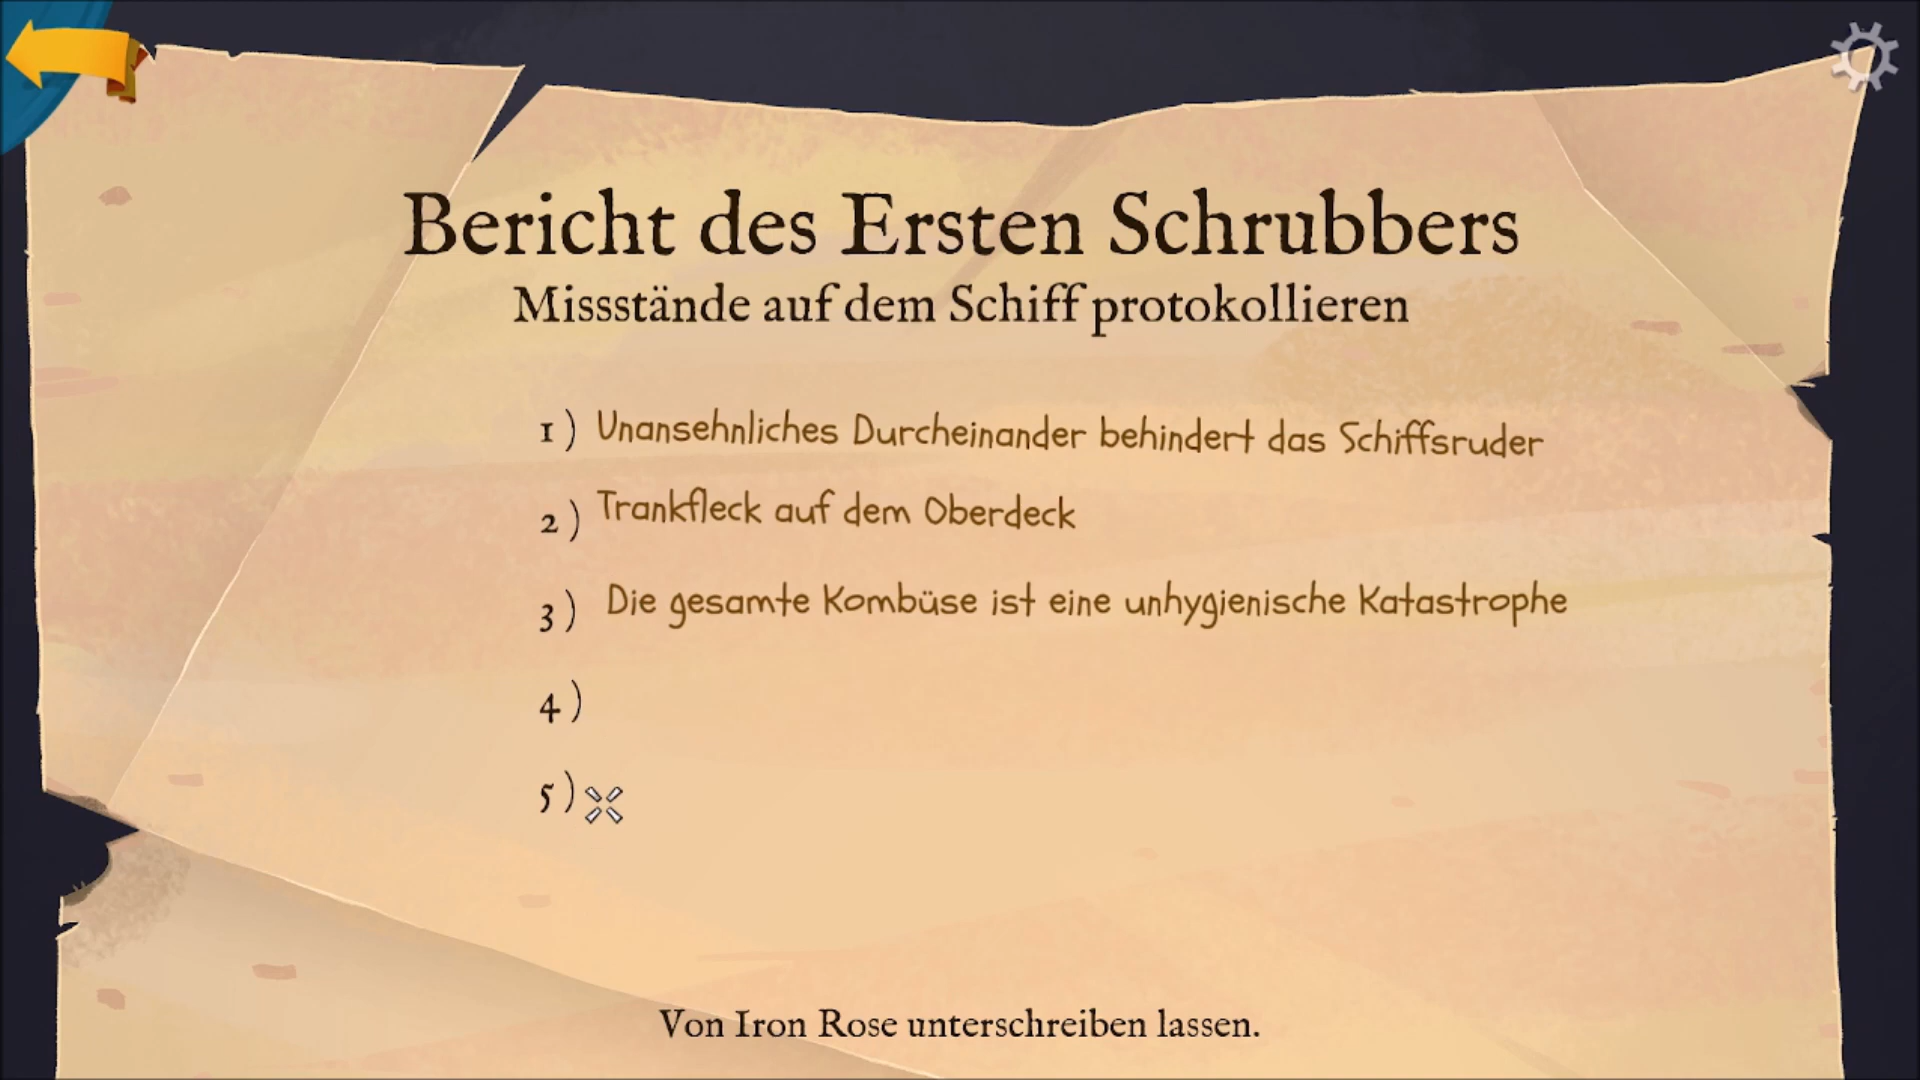 Bericht des Ersten Schrubbers
Missstände auf dem Schiff protokollieren
1) Unansehnliches Durcheinander behindert das Schiffsruder
2) Trankfleck auf dem Oberdeck
3) Die gesamte Kombüse ist eine unhygienische Katastrophe
4)
5)
Von Iron Rose unterschreiben lassen.